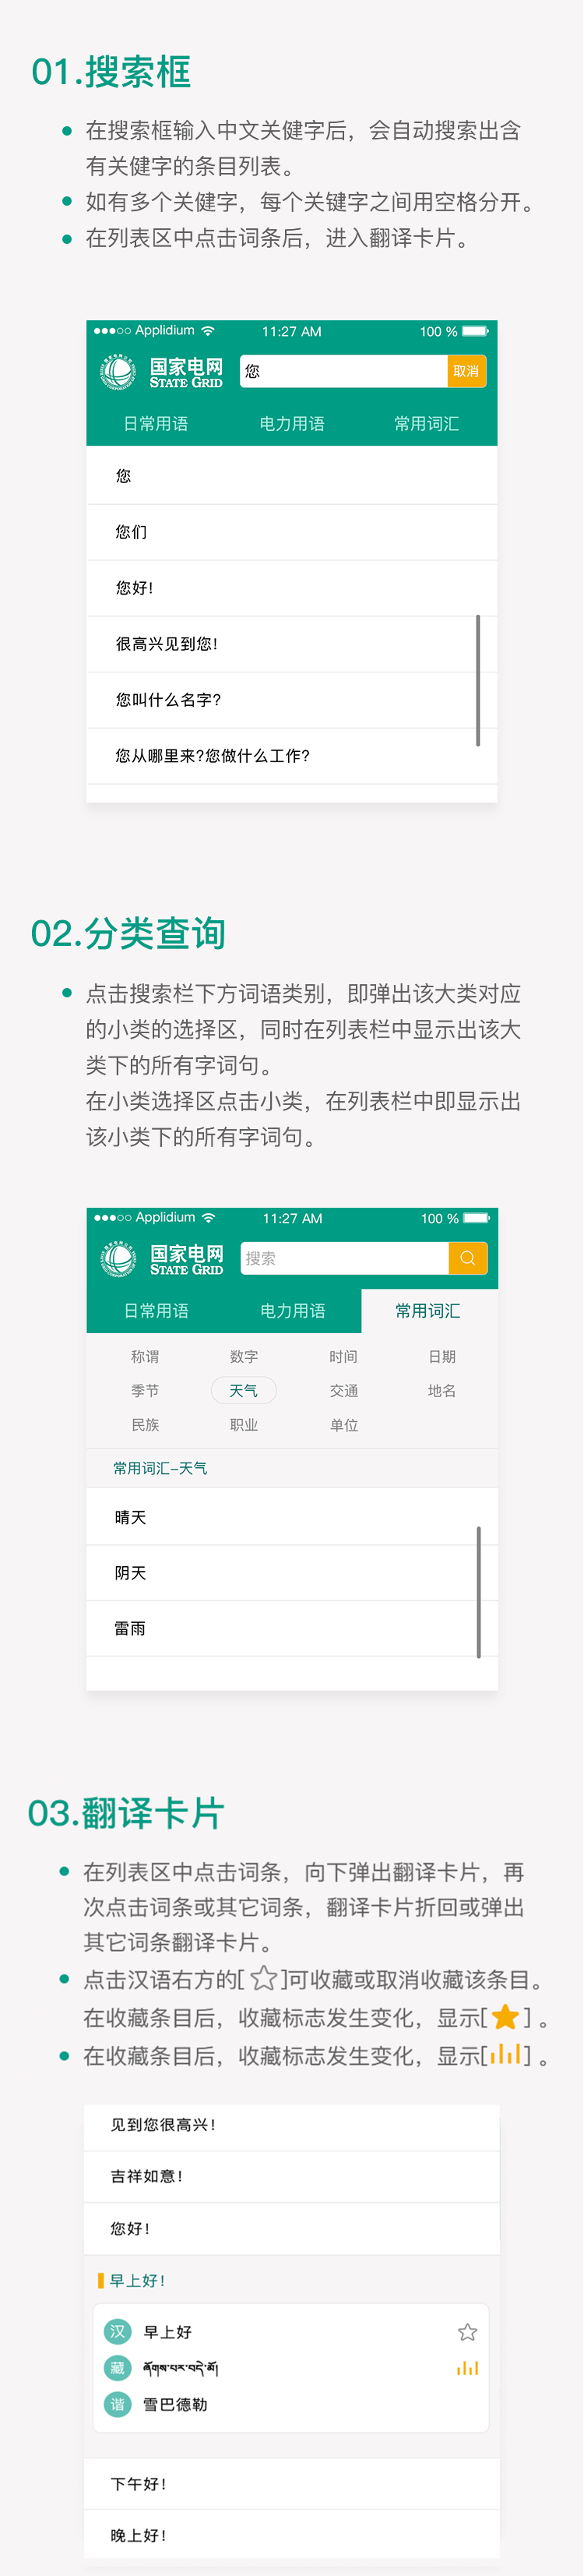 01.搜索框
在搜索框输入中文关健字后，会自动搜索出含
有关健字的条目列表。
如有多个关健字，每个关键字之间用空格分开。
在列表区中点击词条后，进入翻译卡片。
Applidium 11:27 AM 100 %
国家电网 您 取消
STATE GRID
日常用语 电力用语 常用词汇
您
您们
您好!
很高兴见到您!
您叫什么名字?
您从哪里来?您做什么工作?
02.分类查询
点击搜索栏下方词语类别，即弹出该大类对应
的小类的选择区，同时在列表栏中显示出该大
类下的所有字词句。
在小类选择区点击小类，在列表栏中即显示出
该小类下的所有字词句。
Applidium 11:27 AM 100 %
国家电网 搜索
STATE GRID
日常用语 电力用语 常用词汇
称谓 数字 时间 日期
季节 天气 交通 地名
民族 职业 单位
常用词汇-天气
晴天
阴天
雷雨
03.翻译卡片
在列表区中点击词条，向下弹出翻译卡片，再
次点击词条或其它词条，翻译卡片折回或弹出
其它词条翻译卡片。
点击汉语右方的[☆]可收藏或取消收藏该条目。
在收藏条目后，收藏标志发生变化，显示[★]。
在收藏条目后，收藏标志发生变化，显示[ ]。
见到您很高兴!
吉祥如意!
您好!
早上好!
汉 早上好
藏 ཞོགས་པར་བདེ་མོ།
谐 雪巴德勒
下午好!
晚上好!